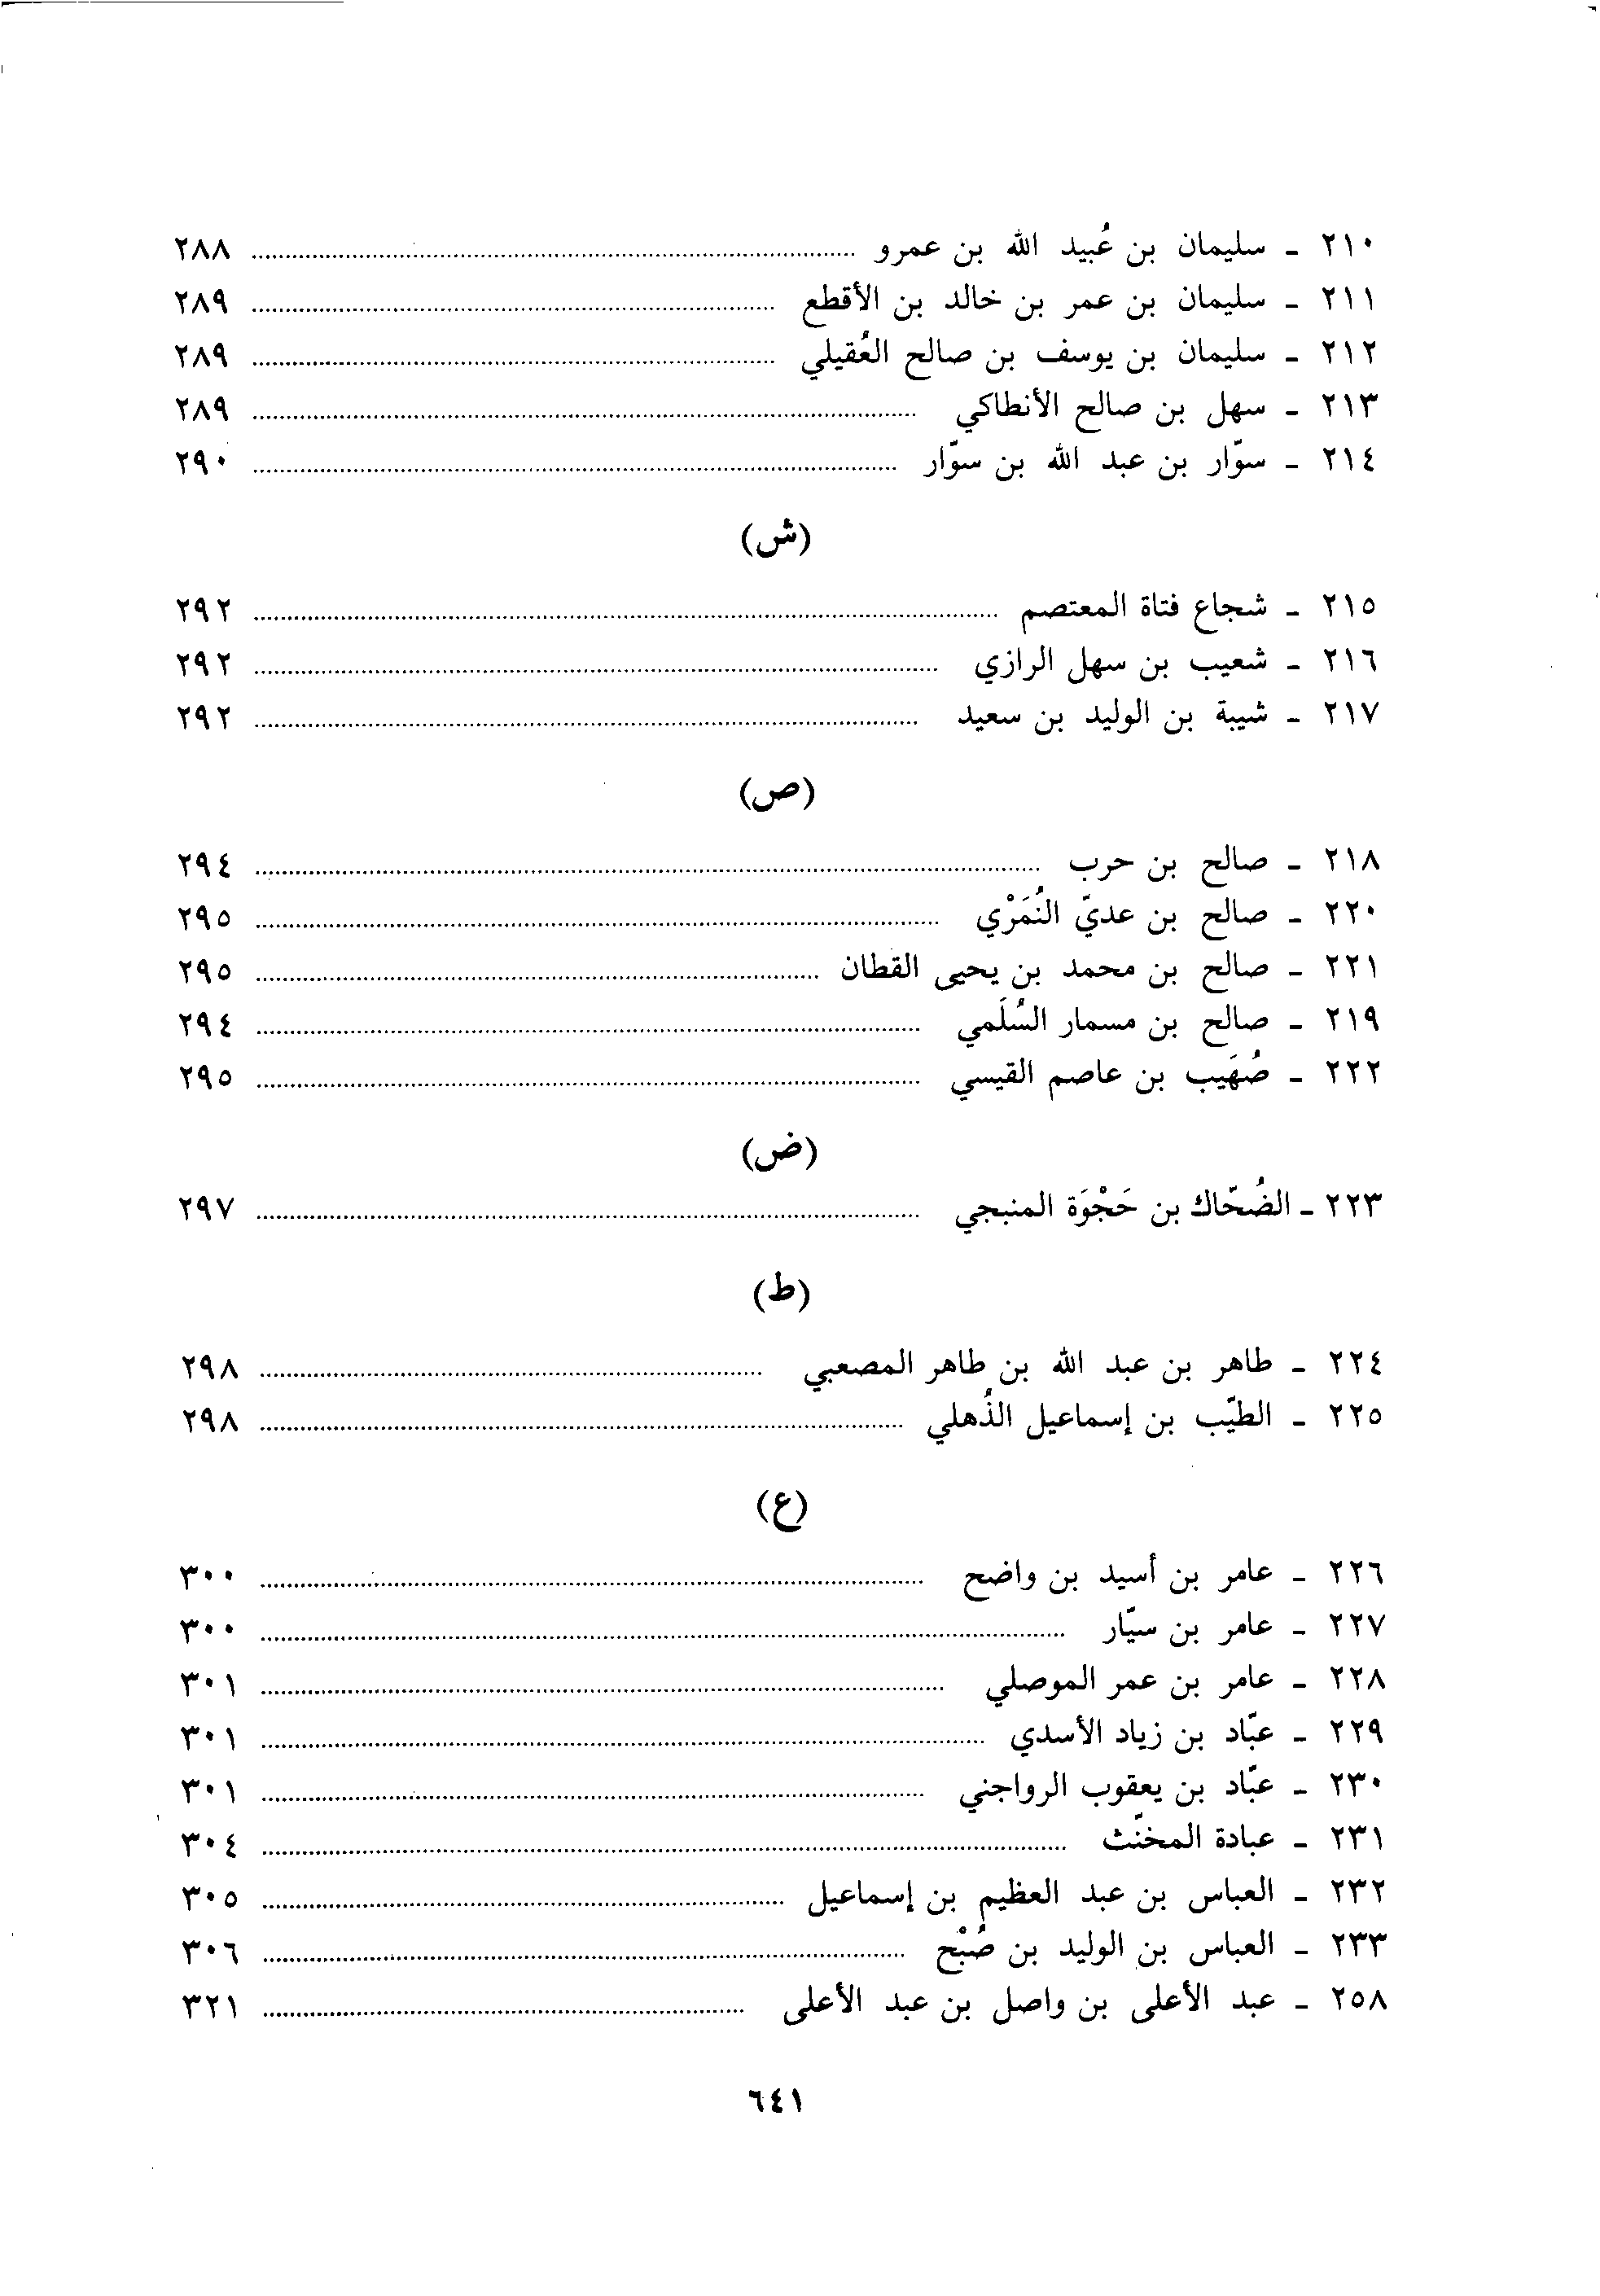 ٢١٠ ـ سليمان بن عُبيد الله بن عمرو ........ ٢٨٨
٢١١ ـ سليمان بن عمر بن خالد بن الأقطع ........ ٢٨٩
٢١٢ ـ سليمان بن يوسف بن صالح العُقيلي ........ ٢٨٩
٢١٣ ـ سهل بن صالح الأنطاكي ........ ٢٨٩
٢١٤ ـ سوّار بن عبد الله بن سوّار ........ ٢٩٠
(ش)
٢١٥ ـ شجاع فتاة المعتصم ........ ٢٩٢
٢١٦ ـ شعيب بن سهل الرازي ........ ٢٩٢
٢١٧ ـ شيبة بن الوليد بن سعيد ........ ٢٩٢
(ص)
٢١٨ ـ صالح بن حرب ........ ٢٩٤
٢٢٠ ـ صالح بن عديّ النُمَرْي ........ ٢٩٥
٢٢١ ـ صالح بن محمد بن يحيى القطان ........ ٢٩٥
٢١٩ ـ صالح بن مسمار السُلَمي ........ ٢٩٤
٢٢٢ ـ صُهَيب بن عاصم القيسي ........ ٢٩٥
(ض)
٢٢٣ ـ الضُحّاك بن حَجْوَة المنبجي ........ ٢٩٧
(ط)
٢٢٤ ـ طاهر بن عبد الله بن طاهر المصعبي ........ ٢٩٨
٢٢٥ ـ الطيّب بن إسماعيل الذُهلي ........ ٢٩٨
(ع)
٢٢٦ ـ عامر بن أسيد بن واضح ........ ٣٠٠
٢٢٧ ـ عامر بن سيّار ........ ٣٠٠
٢٢٨ ـ عامر بن عمر الموصلي ........ ٣٠١
٢٢٩ ـ عبّاد بن زياد الأسدي ........ ٣٠١
٢٣٠ ـ عبّاد بن يعقوب الرواجني ........ ٣٠١
٢٣١ ـ عبادة المخنّث ........ ٣٠٤
٢٣٢ ـ العباس بن عبد العظيم بن إسماعيل ........ ٣٠٥
٢٣٣ ـ العباس بن الوليد بن صُبْح ........ ٣٠٦
٢٥٨ ـ عبد الأعلى بن واصل بن عبد الأعلى ........ ٣٢١
٦٤١